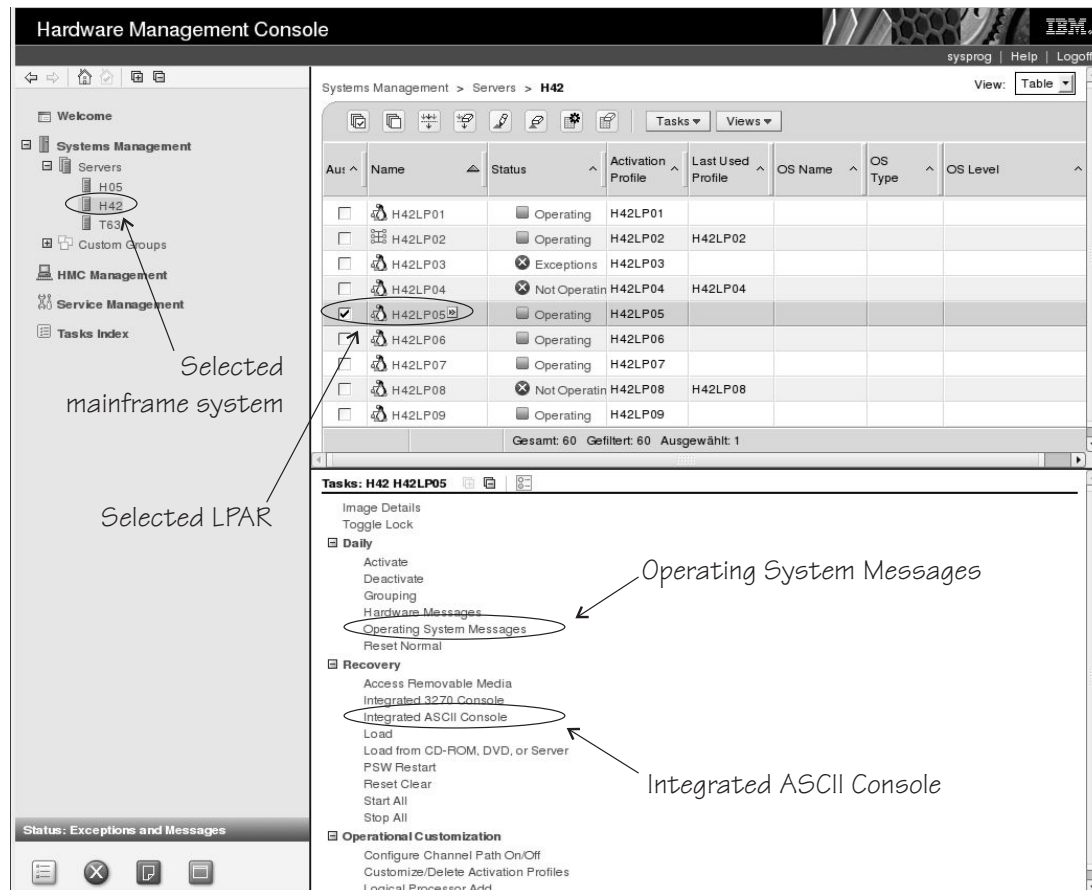 Hardware Management Console
IBM.
sysprog | Help | Logoff
Systems Management > Servers > H42
View: Table
Welcome
Systems Management
Servers
H05
H42
T63
Custom Groups
HMC Management
Service Management
Tasks Index
Selected
mainframe system
Selected LPAR
Status: Exceptions and Messages
Tasks Views
Aus Name Status Activation Profile Last Used Profile OS Name OS Type OS Level
H42LP01 Operating H42LP01
H42LP02 Operating H42LP02 H42LP02
H42LP03 Exceptions H42LP03
H42LP04 Not Operatin H42LP04 H42LP04
H42LP05 Operating H42LP05
H42LP06 Operating H42LP06
H42LP07 Operating H42LP07
H42LP08 Not Operatin H42LP08 H42LP08
H42LP09 Operating H42LP09
Gesamt: 60 Gefiltert: 60 Ausgewählt: 1
Tasks: H42 H42LP05
Image Details
Toggle Lock
Daily
Activate
Deactivate
Grouping
Hardware Messages
Operating System Messages
Reset Normal
Operating System Messages
Recovery
Access Removable Media
Integrated 3270 Console
Integrated ASCII Console
Load
Load from CD-ROM, DVD, or Server
PSW Restart
Reset Clear
Start All
Stop All
Integrated ASCII Console
Operational Customization
Configure Channel Path On/Off
Customize/Delete Activation Profiles
Logical Processor Add